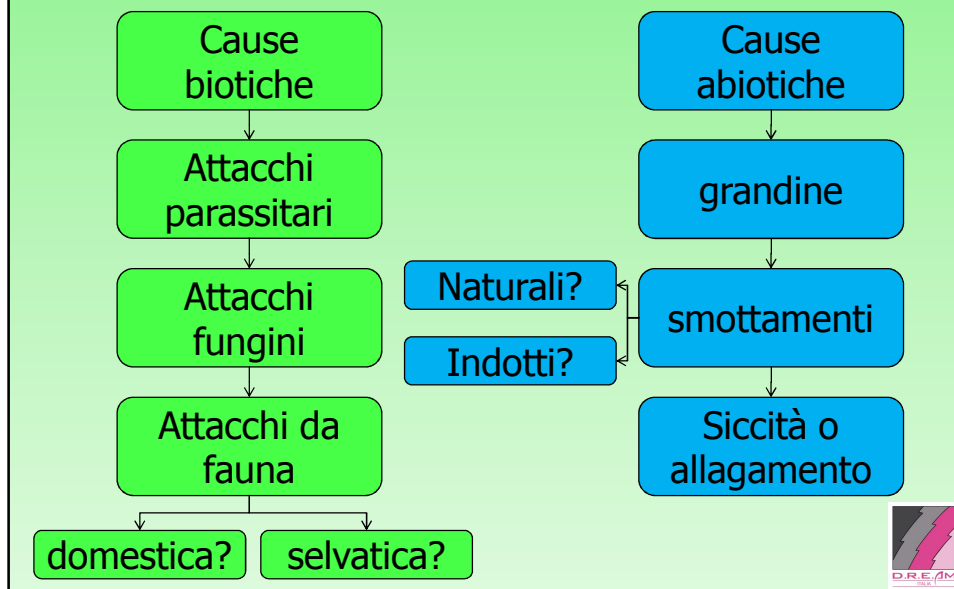 Cause
biotiche
Attacchi
parassitari
Attacchi
fungini
Attacchi da
fauna
domestica?
selvatica?
Cause
abiotiche
grandine
smottamenti
Naturali?
Indotti?
Siccità o
allagamento
D.R.E.AM
ITALIA